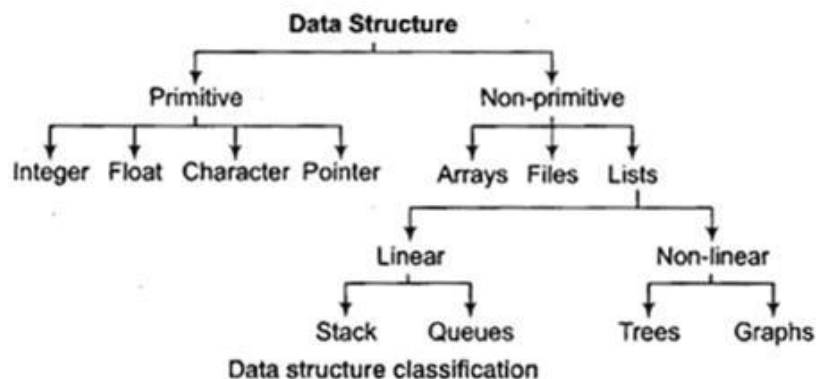 Data Structure
Primitive Non-primitive
Integer Float Character Pointer Arrays Files Lists
Linear Non-linear
Stack Queues Trees Graphs
Data structure classification